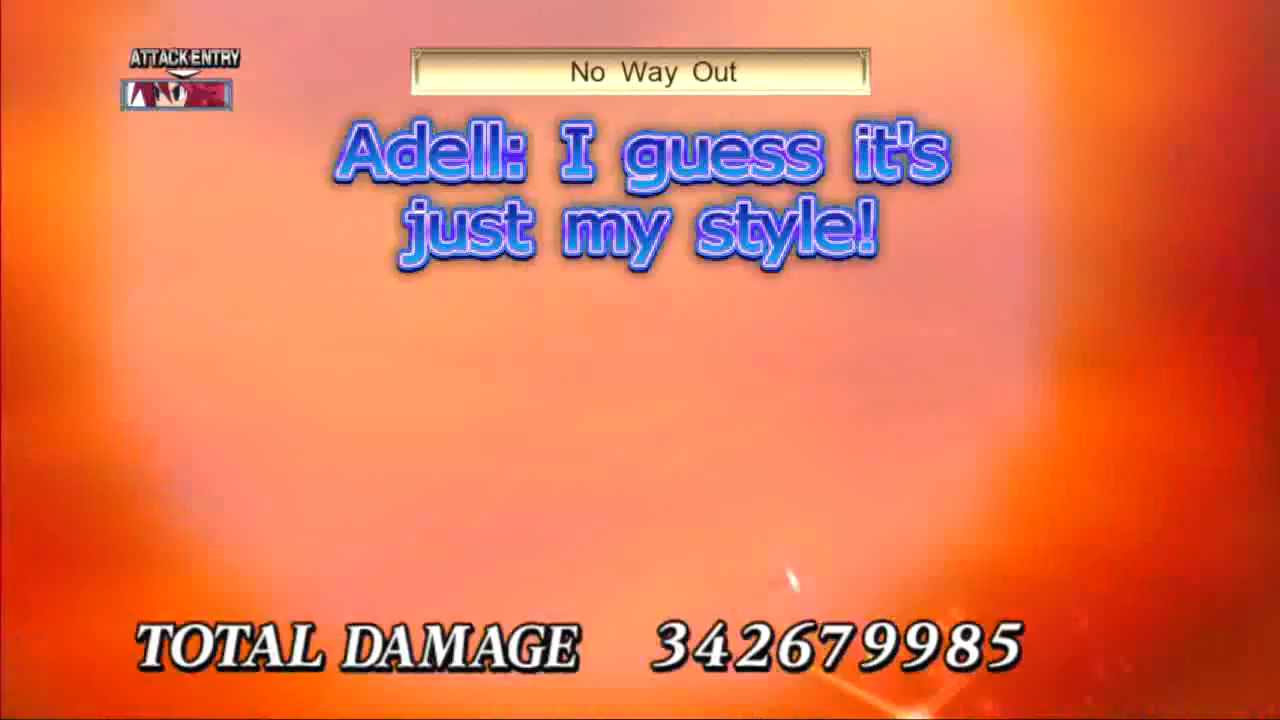 ATTACK ENTRY
No Way Out
Adell: I guess it's
just my style!
TOTAL DAMAGE 342679985